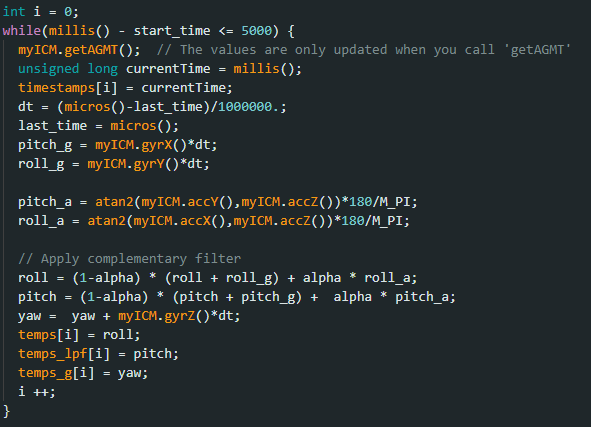 int i = 0;
while(millis() - start_time <= 5000) {
myICM.getAGMT();  // The values are only updated when you call 'getAGMT'
unsigned long currentTime = millis();
timestamps[i] = currentTime;
dt = (micros()-last_time)/1000000.;
last_time = micros();
pitch_g = myICM.gyrX()*dt;
roll_g = myICM.gyrY()*dt;
pitch_a = atan2(myICM.accY(),myICM.accZ())*180/M_PI;
roll_a = atan2(myICM.accX(),myICM.accZ())*180/M_PI;
// Apply complementary filter
roll = (1-alpha) * (roll + roll_g) + alpha * roll_a;
pitch = (1-alpha) * (pitch + pitch_g) +  alpha * pitch_a;
yaw =  yaw + myICM.gyrZ()*dt;
temps[i] = roll;
temps_lpf[i] = pitch;
temps_g[i] = yaw;
i ++;
}